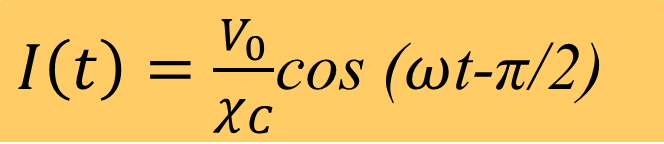 I(t) = V₀/χC cos (ωt-π/2)